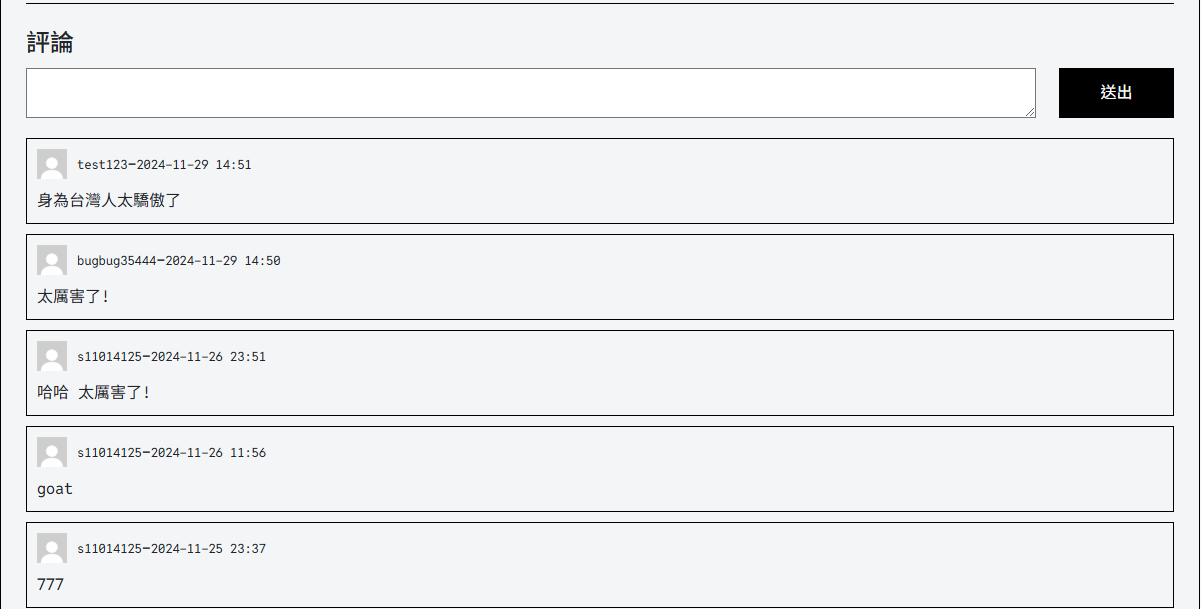 評論
送出
test123-2024-11-29 14:51
身為台灣人太驕傲了
bugbug35444-2024-11-29 14:50
太厲害了!
s11014125-2024-11-26 23:51
哈哈 太厲害了!
s11014125-2024-11-26 11:56
goat
s11014125-2024-11-25 23:37
777